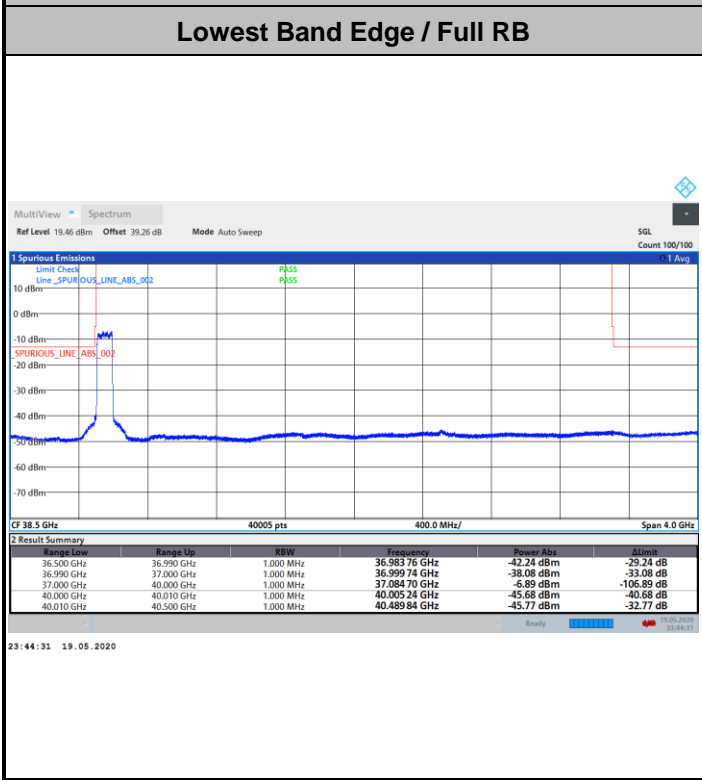 Lowest Band Edge / Full RB
MultiView Spectrum
Ref Level 19.46 dBm Offset 39.26 dB Mode Auto Sweep SGL
Count 100/100
1 Spurious Emissions 1 Avg
Limit Check PASS
Line _SPURIOUS_LINE_ABS_002 PASS
10 dBm
0 dBm
-10 dBm
_SPURIOUS_LINE_ABS_002
-20 dBm
-30 dBm
-40 dBm
-50 dBm
-60 dBm
-70 dBm
CF 38.5 GHz 40005 pts 400.0 MHz/ Span 4.0 GHz
2 Result Summary
Range Low Range Up RBW Frequency Power Abs ΔLimit
36.500 GHz 36.990 GHz 1.000 MHz 36.983 76 GHz -42.24 dBm -29.24 dB
36.990 GHz 37.000 GHz 1.000 MHz 36.999 74 GHz -38.08 dBm -33.08 dB
37.000 GHz 40.000 GHz 1.000 MHz 37.084 70 GHz -6.89 dBm -106.89 dB
40.000 GHz 40.010 GHz 1.000 MHz 40.005 24 GHz -45.68 dBm -40.68 dB
40.010 GHz 40.500 GHz 1.000 MHz 40.489 84 GHz -45.77 dBm -32.77 dB
Ready 19.05.2020
23:44:31
23:44:31 19.05.2020